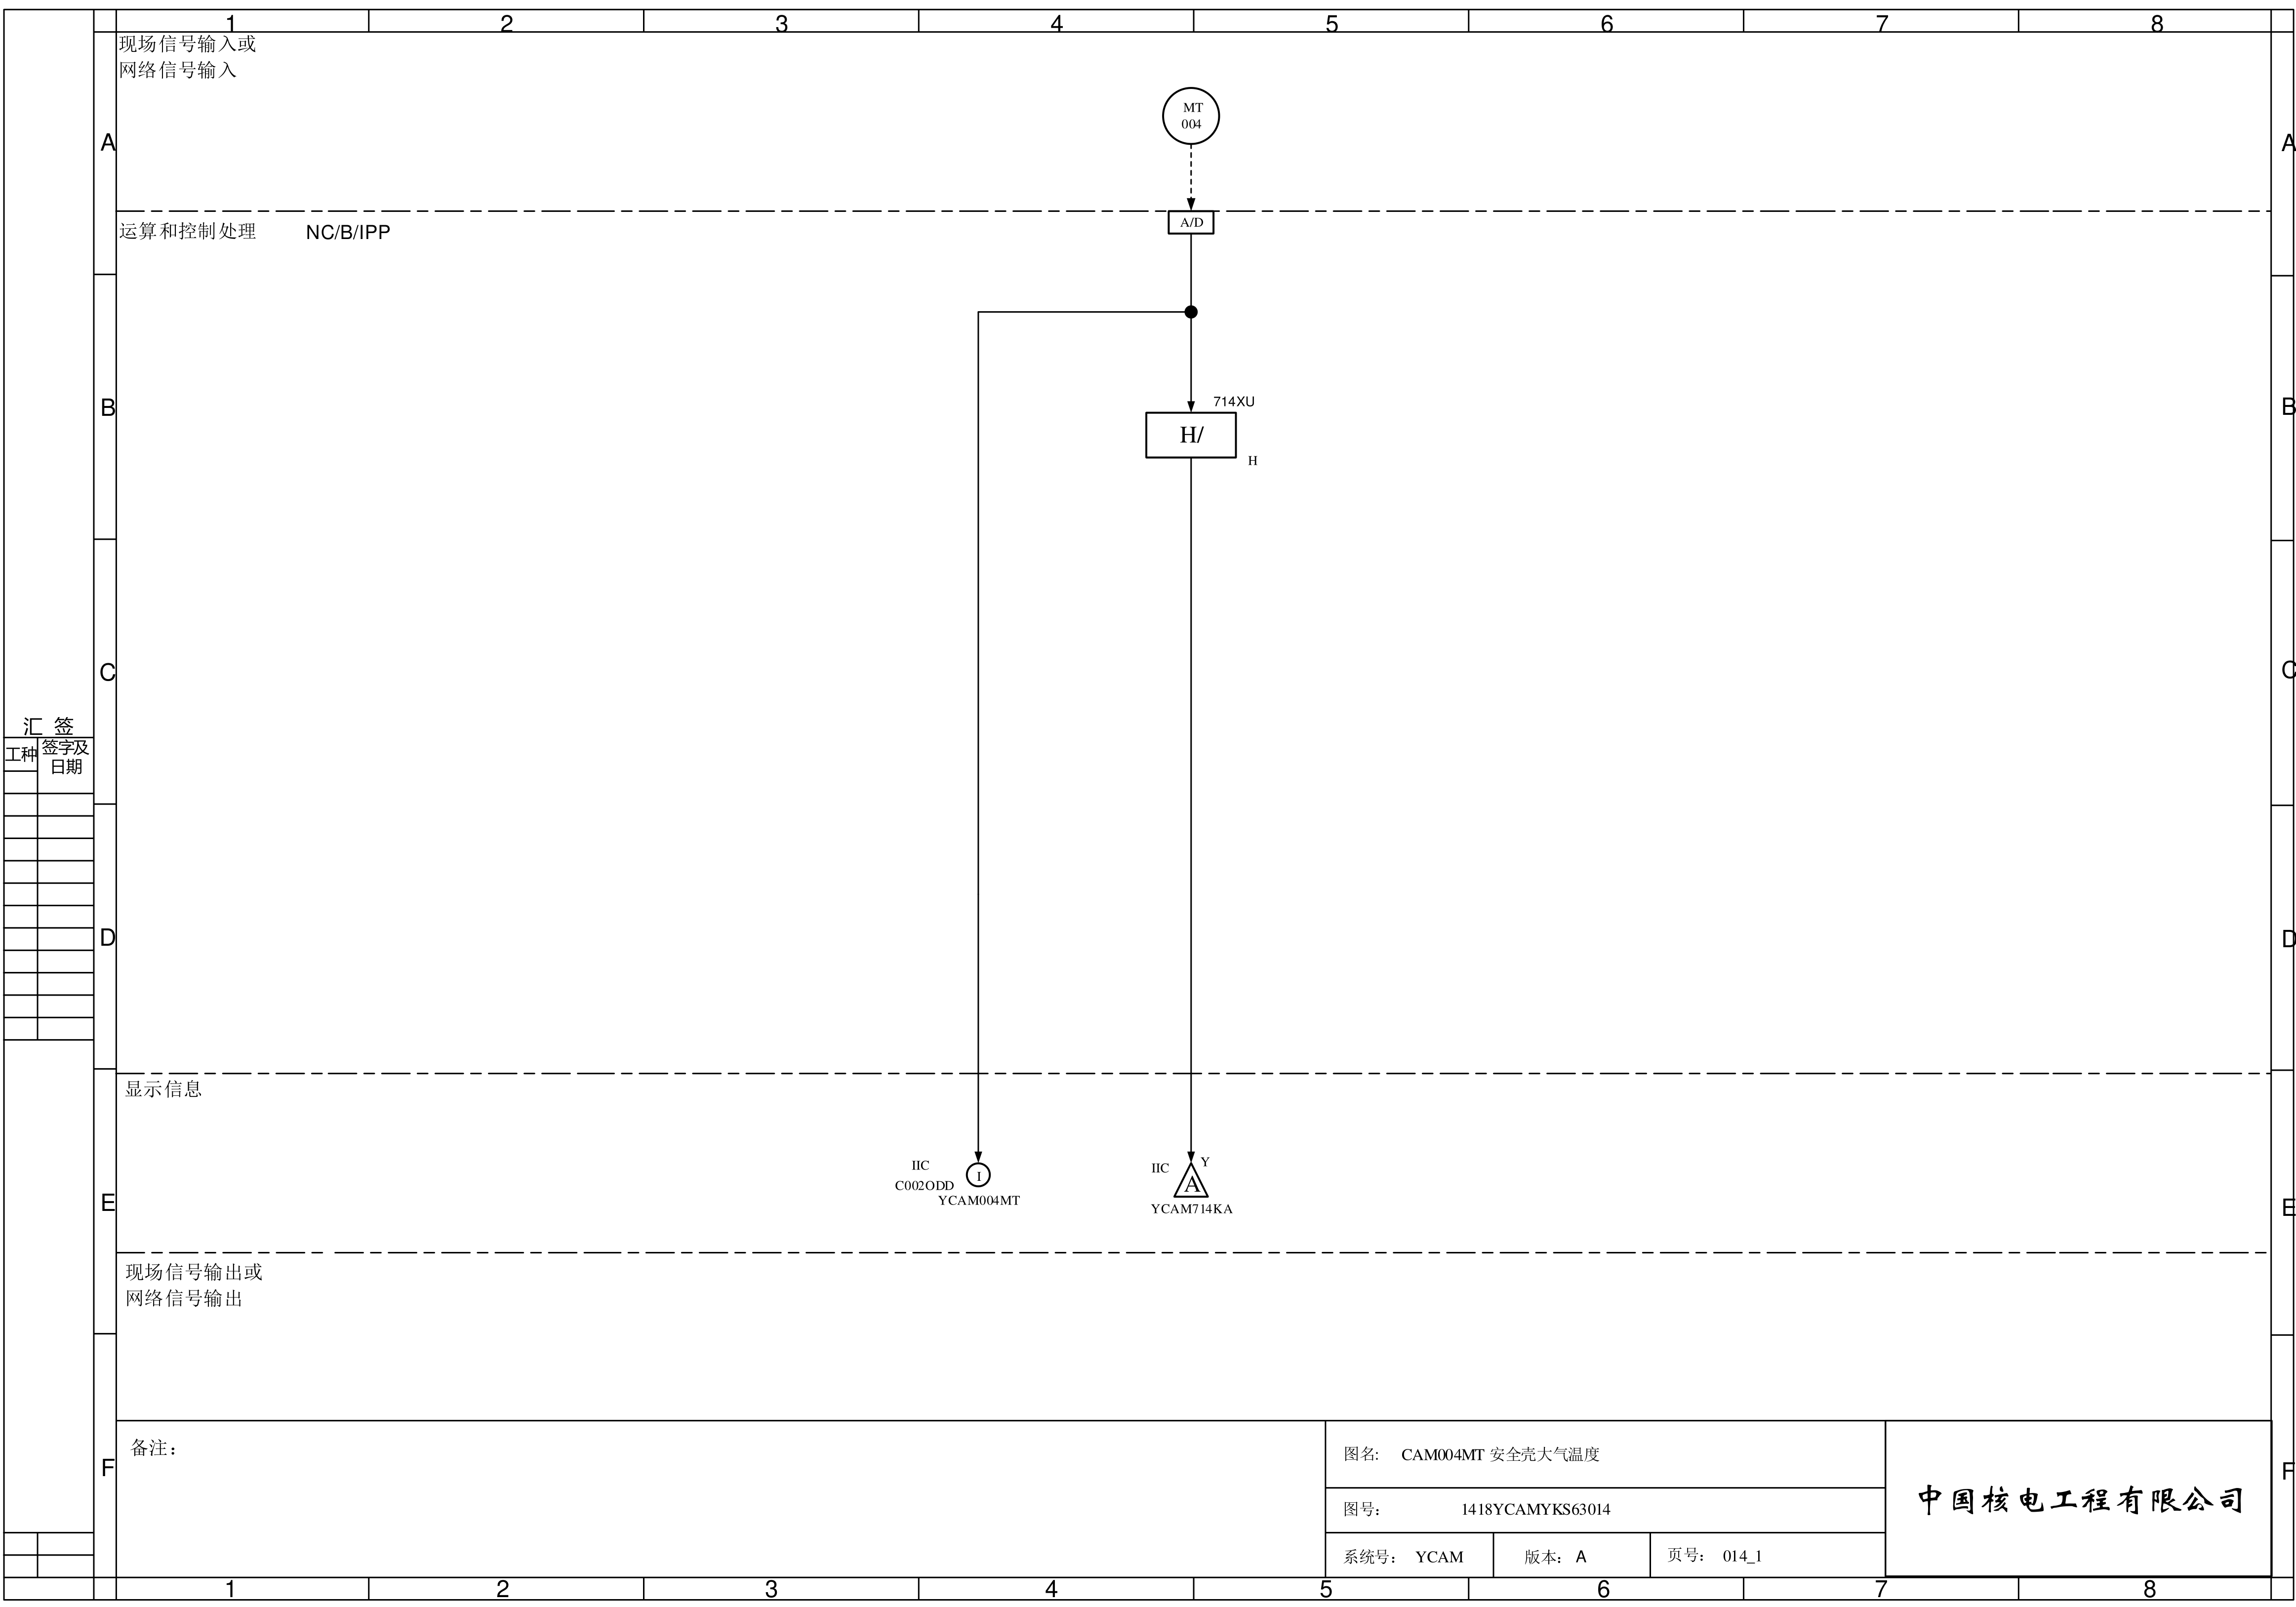 1 2 3 4 5 6 7 8
现场信号输入或
网络信号输入
MT
004
A A
A/D
运算和控制处理 NC/B/IPP
714XU
B B
H/
H
C C
汇 签
工种 签字及
日期
D D
显示信息
IIC
C002ODD
I
YCAM004MT
IIC
Y
A
YCAM714KA
E E
现场信号输出或
网络信号输出
备注：
F F
图名: CAM004MT 安全壳大气温度
图号： 1418YCAMYKS63014
系统号： YCAM 版本： A 页号： 014_1
中国核电工程有限公司
1 2 3 4 5 6 7 8